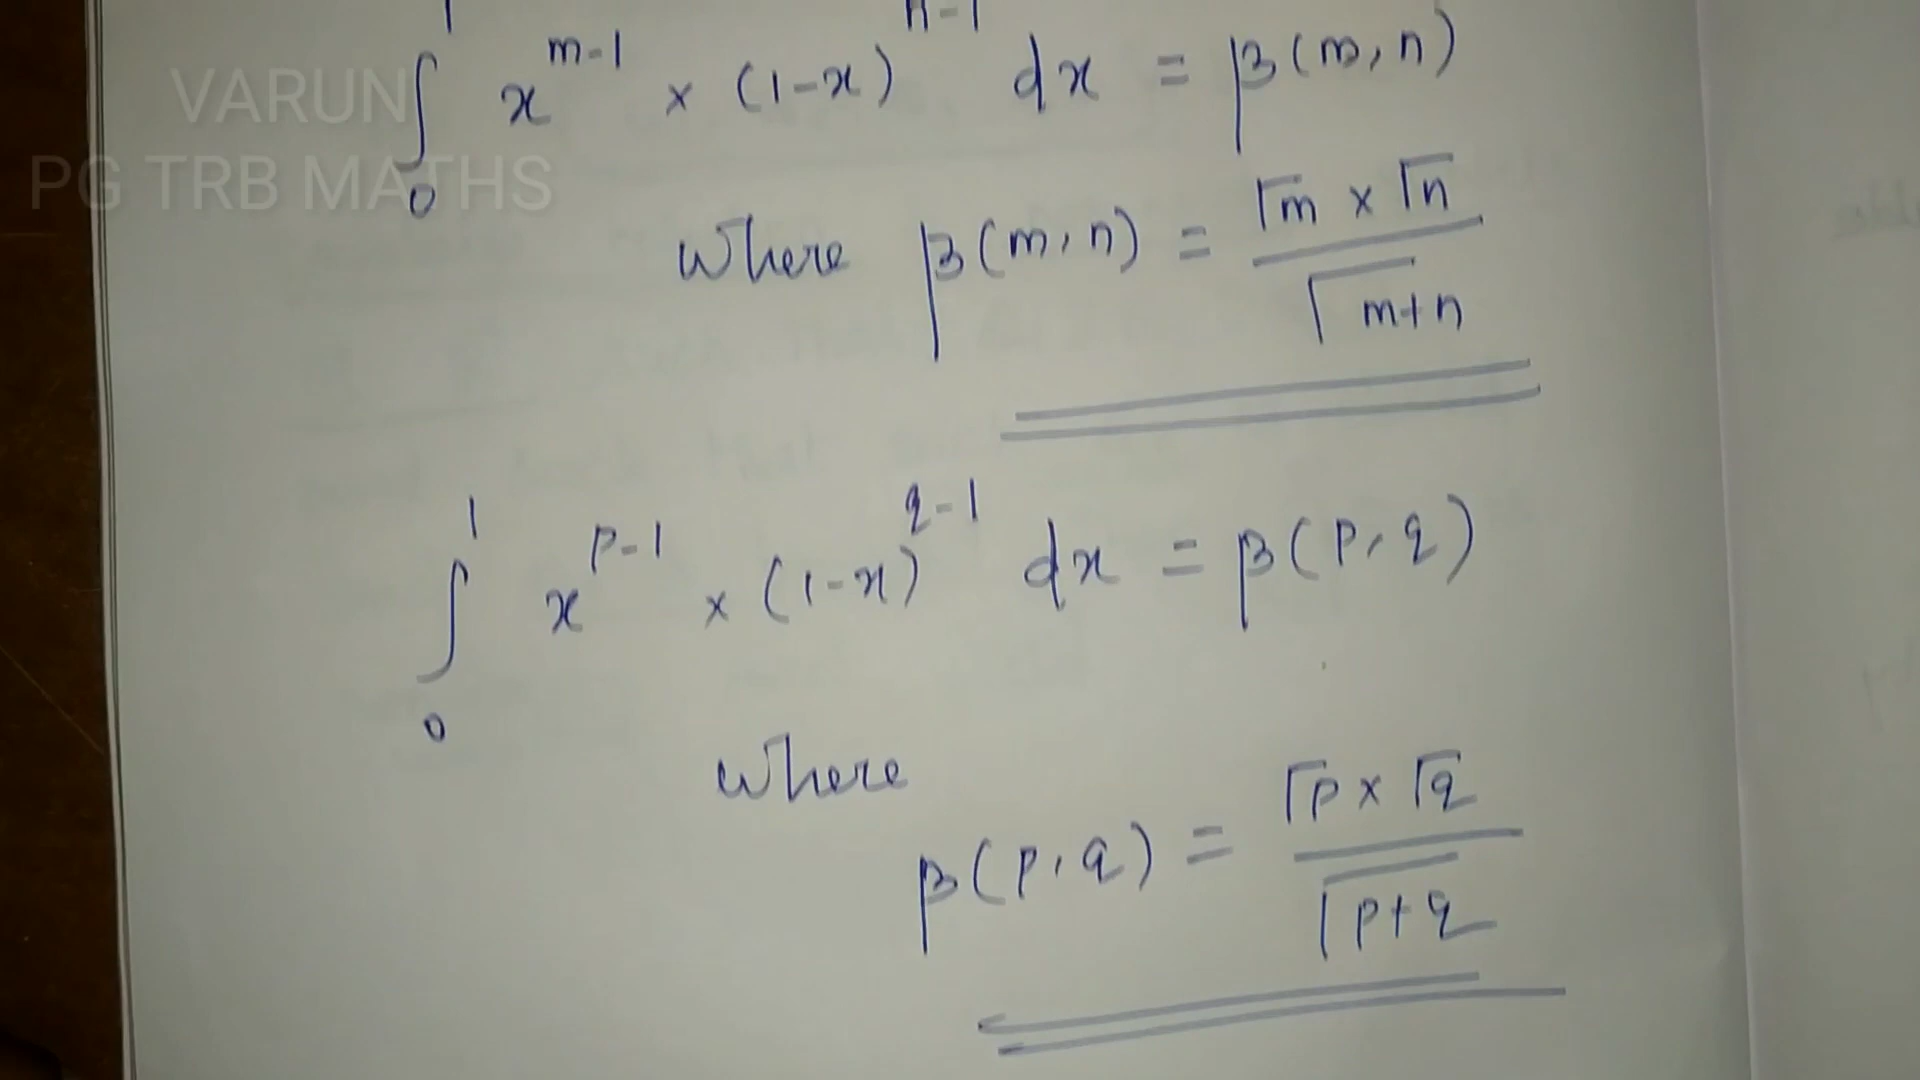 ∫₀¹ x^(m-1) × (1-x)^(n-1) dx = β(m, n)
VARUN
PG TRB MATHS
Where β(m, n) = Γm × Γn / Γm+n
∫₀¹ x^(p-1) × (1-x)^(q-1) dx = β(p, q)
Where
β(p, q) = Γp × Γq / Γp+q